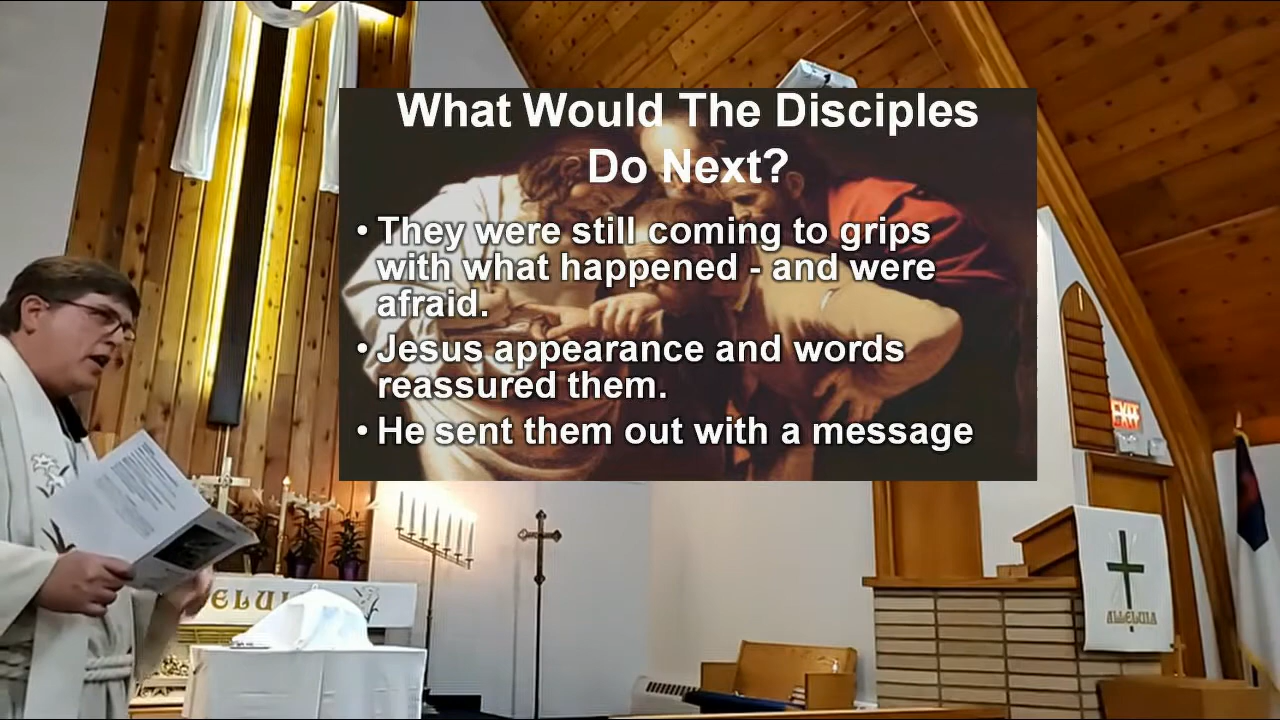 What Would The Disciples
Do Next?
• They were still coming to grips
with what happened - and were
afraid.
• Jesus appearance and words
reassured them.
• He sent them out with a message
EXIT
ELUI
ALLELUIA